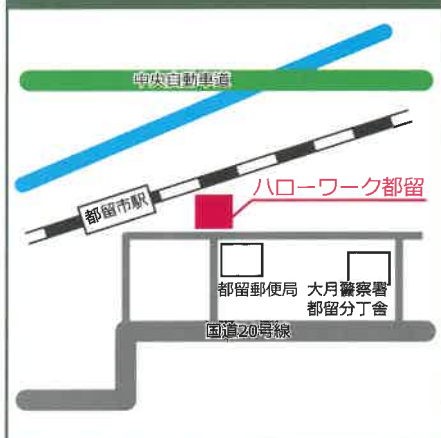 中央自動車道
都留市駅
ハローワーク都留
都留郵便局
大月警察署
都留分丁舎
国道20号線